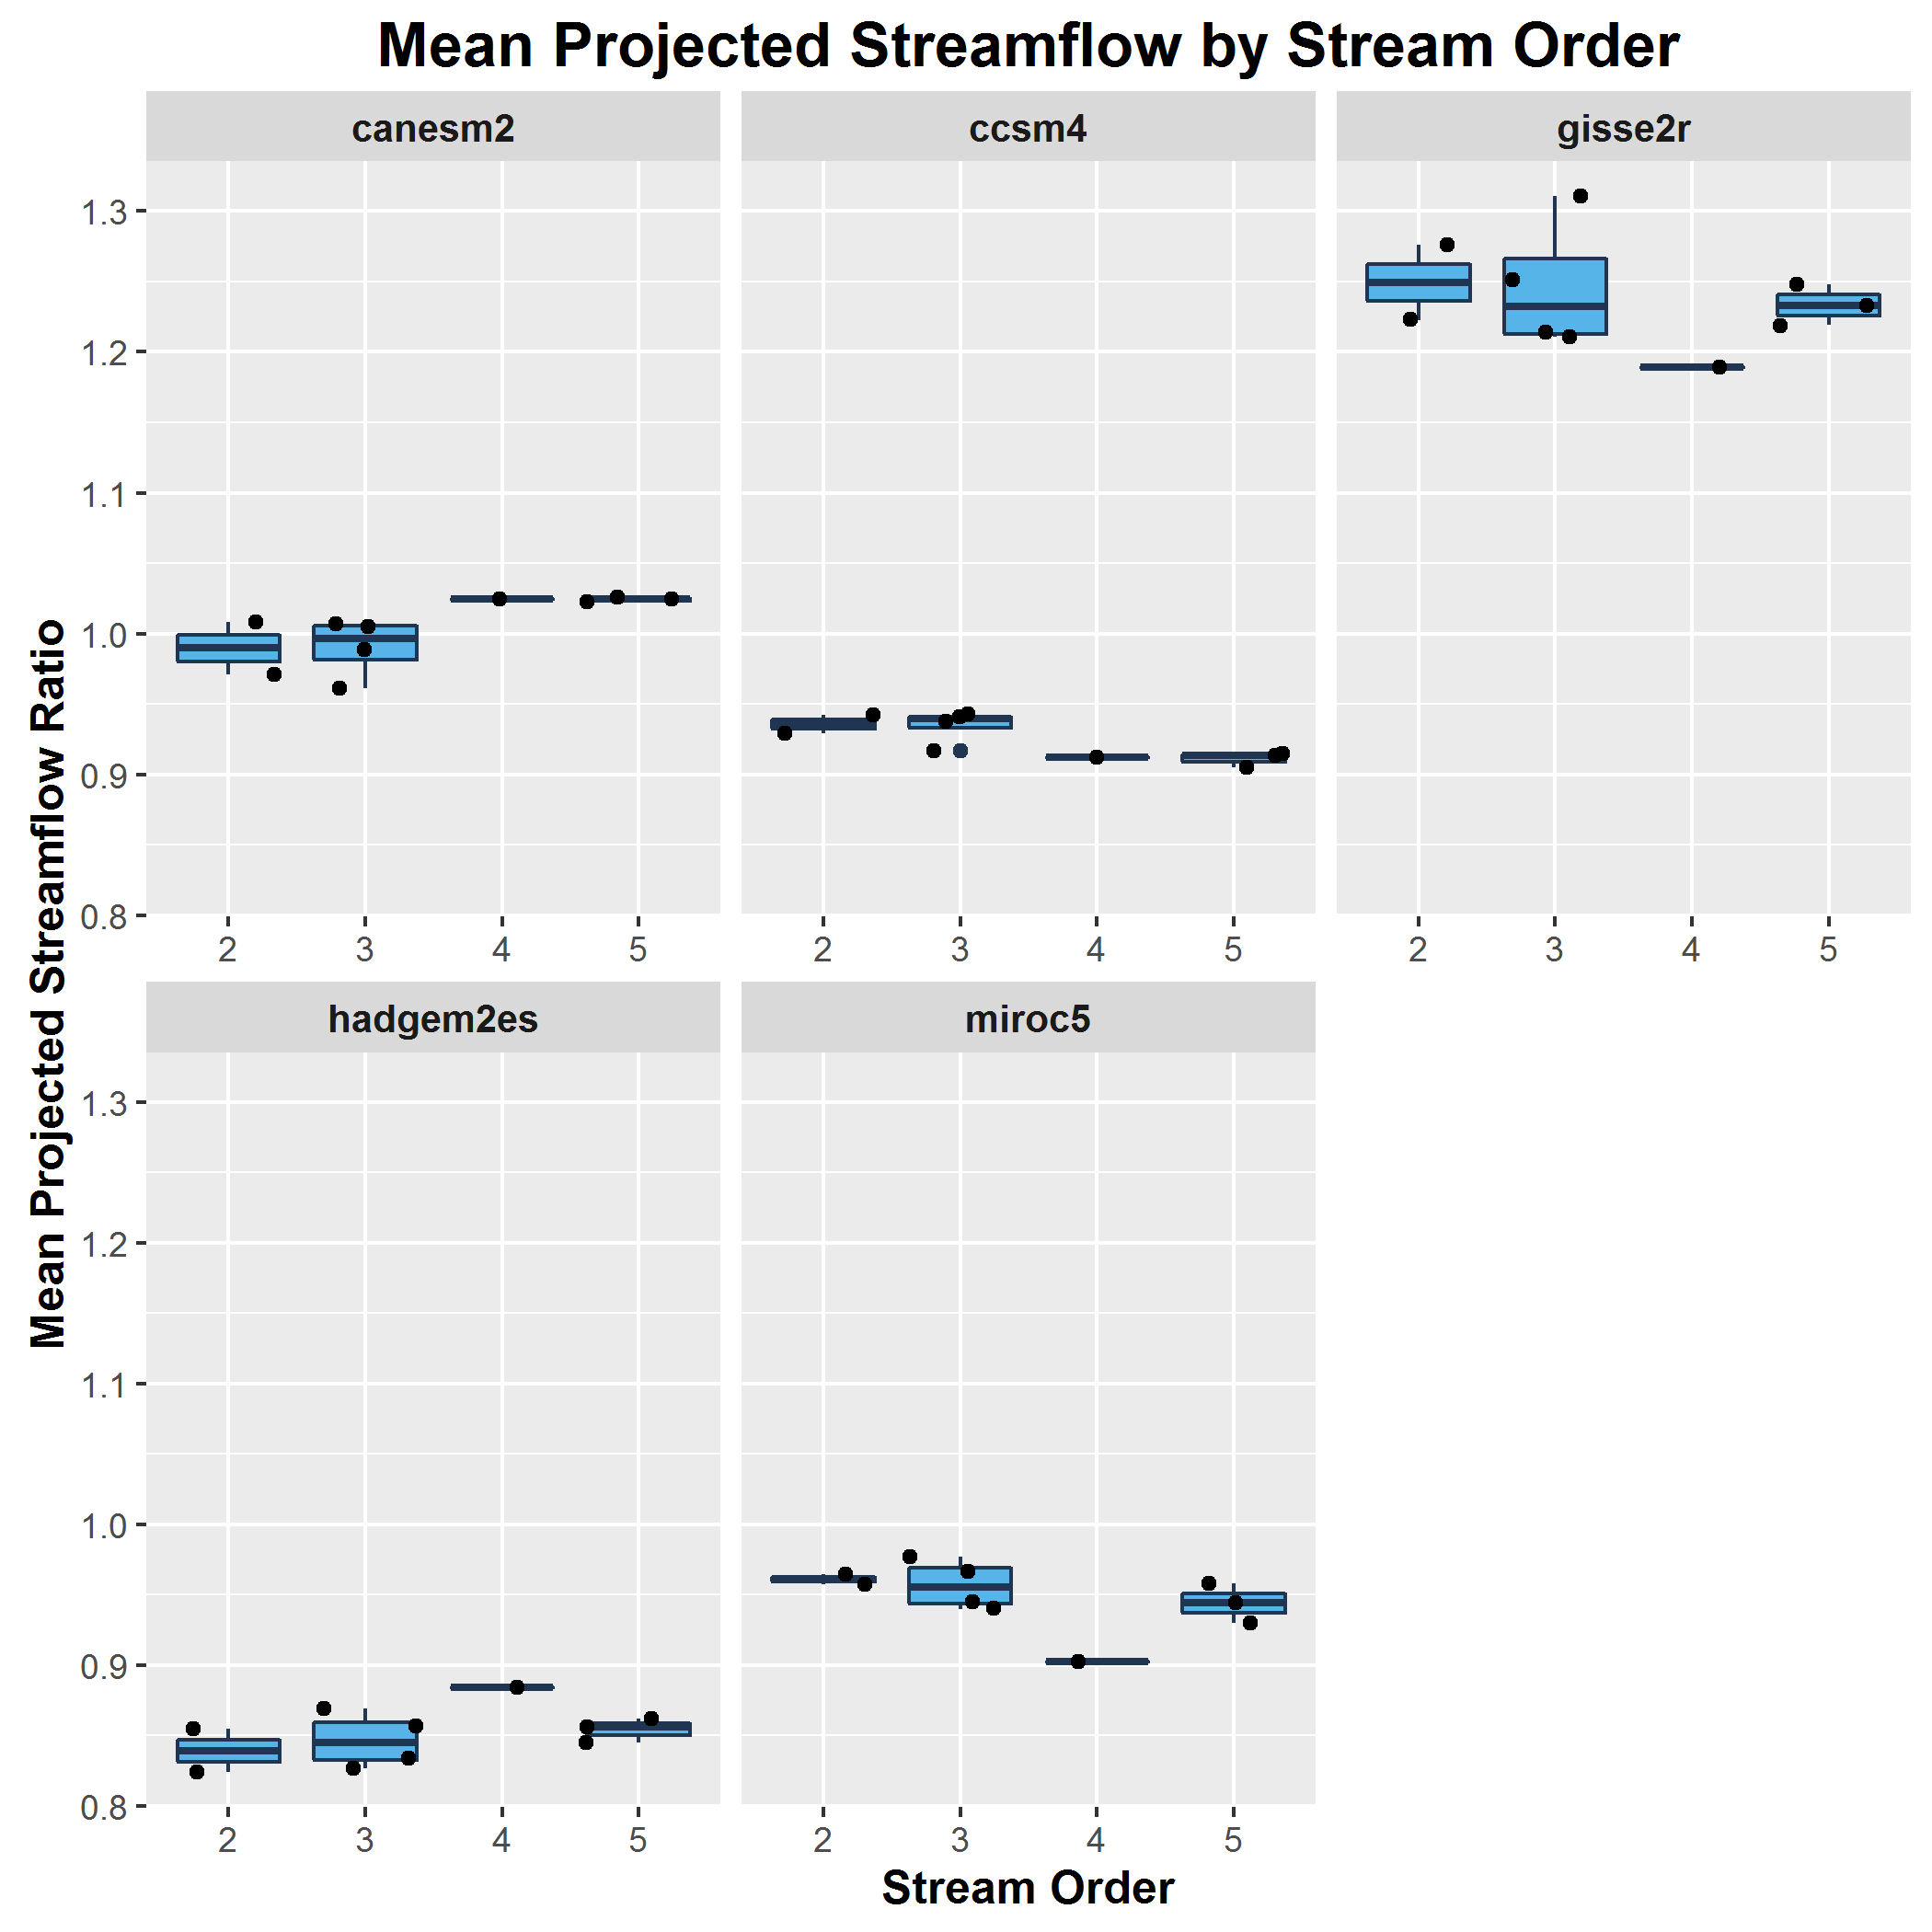 Mean Projected Streamflow by Stream Order
canesm2
ccsm4
gisse2r
Mean Projected Streamflow Ratio
1.3
1.2
1.1
1.0
0.9
0.8
2 3 4 5
2 3 4 5
2 3 4 5
hadgem2es
miroc5
1.3
1.2
1.1
1.0
0.9
0.8
2 3 4 5
2 3 4 5
Stream Order